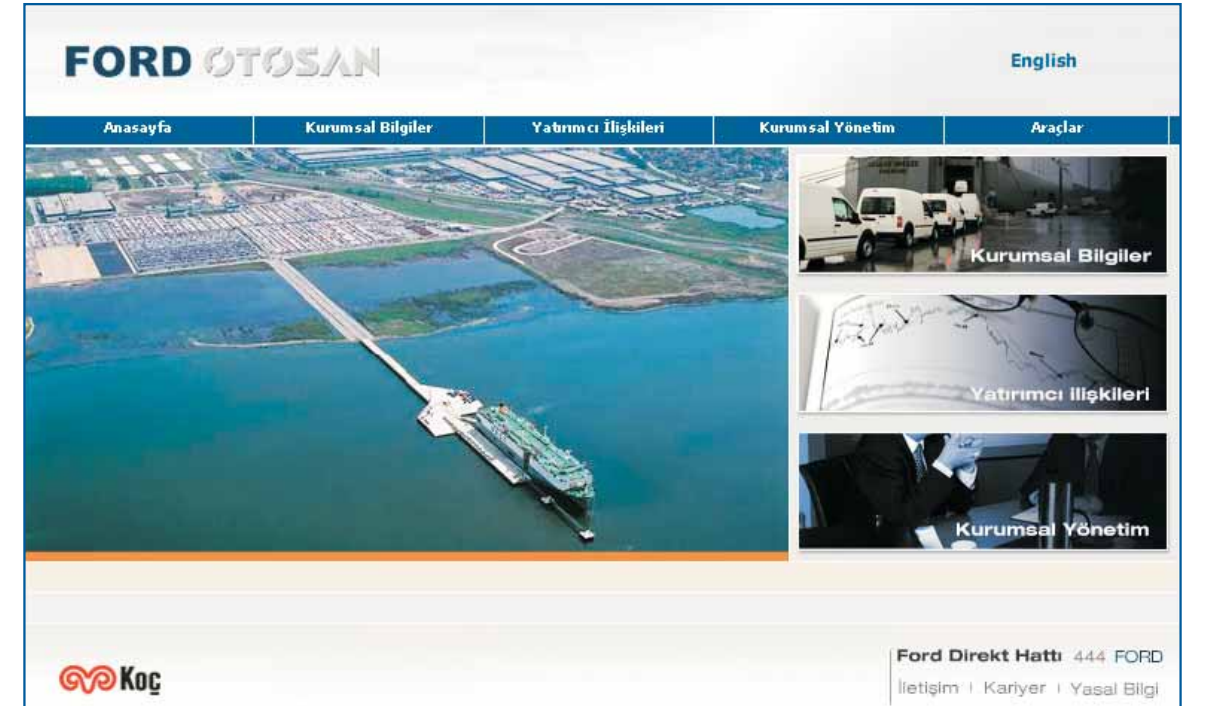 FORD OTOSAN
English
Anasayfa
Kurumsal Bilgiler
Yatırımcı İlişkileri
Kurumsal Yönetim
Araçlar
Kurumsal Bilgiler
Yatırımcı ilişkileri
Kurumsal Yönetim
Koç
Ford Direkt Hattı 444 FORD
İletişim | Kariyer | Yasal Bilgi